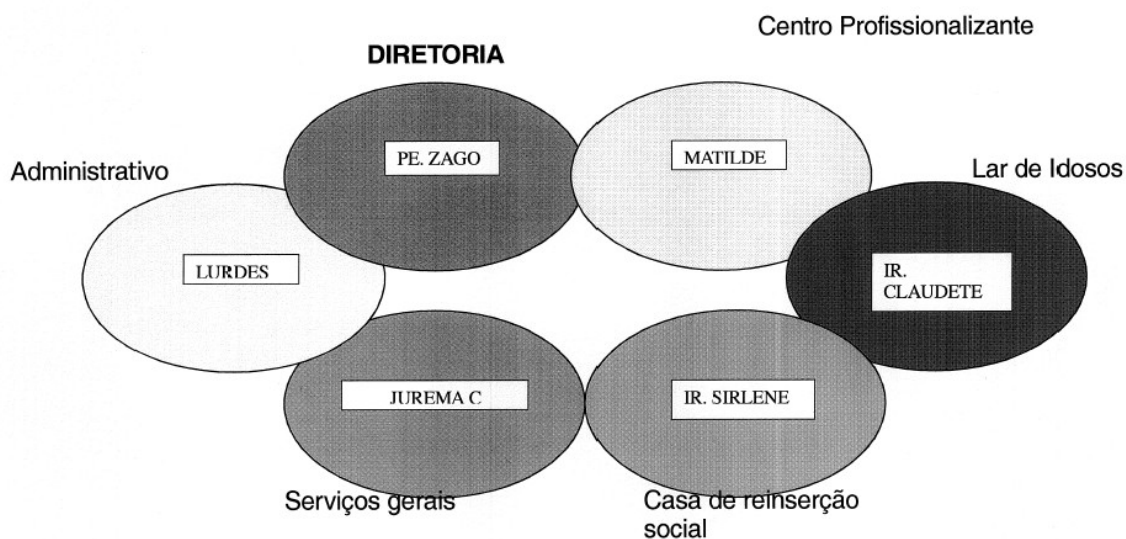 Centro Profissionalizante
DIRETORIA
PE. ZAGO
MATILDE
Administrativo
Lar de Idosos
LURDES
IR.
CLAUDETE
JUREMA C
IR. SIRLENE
Serviços gerais
Casa de reinserção
social